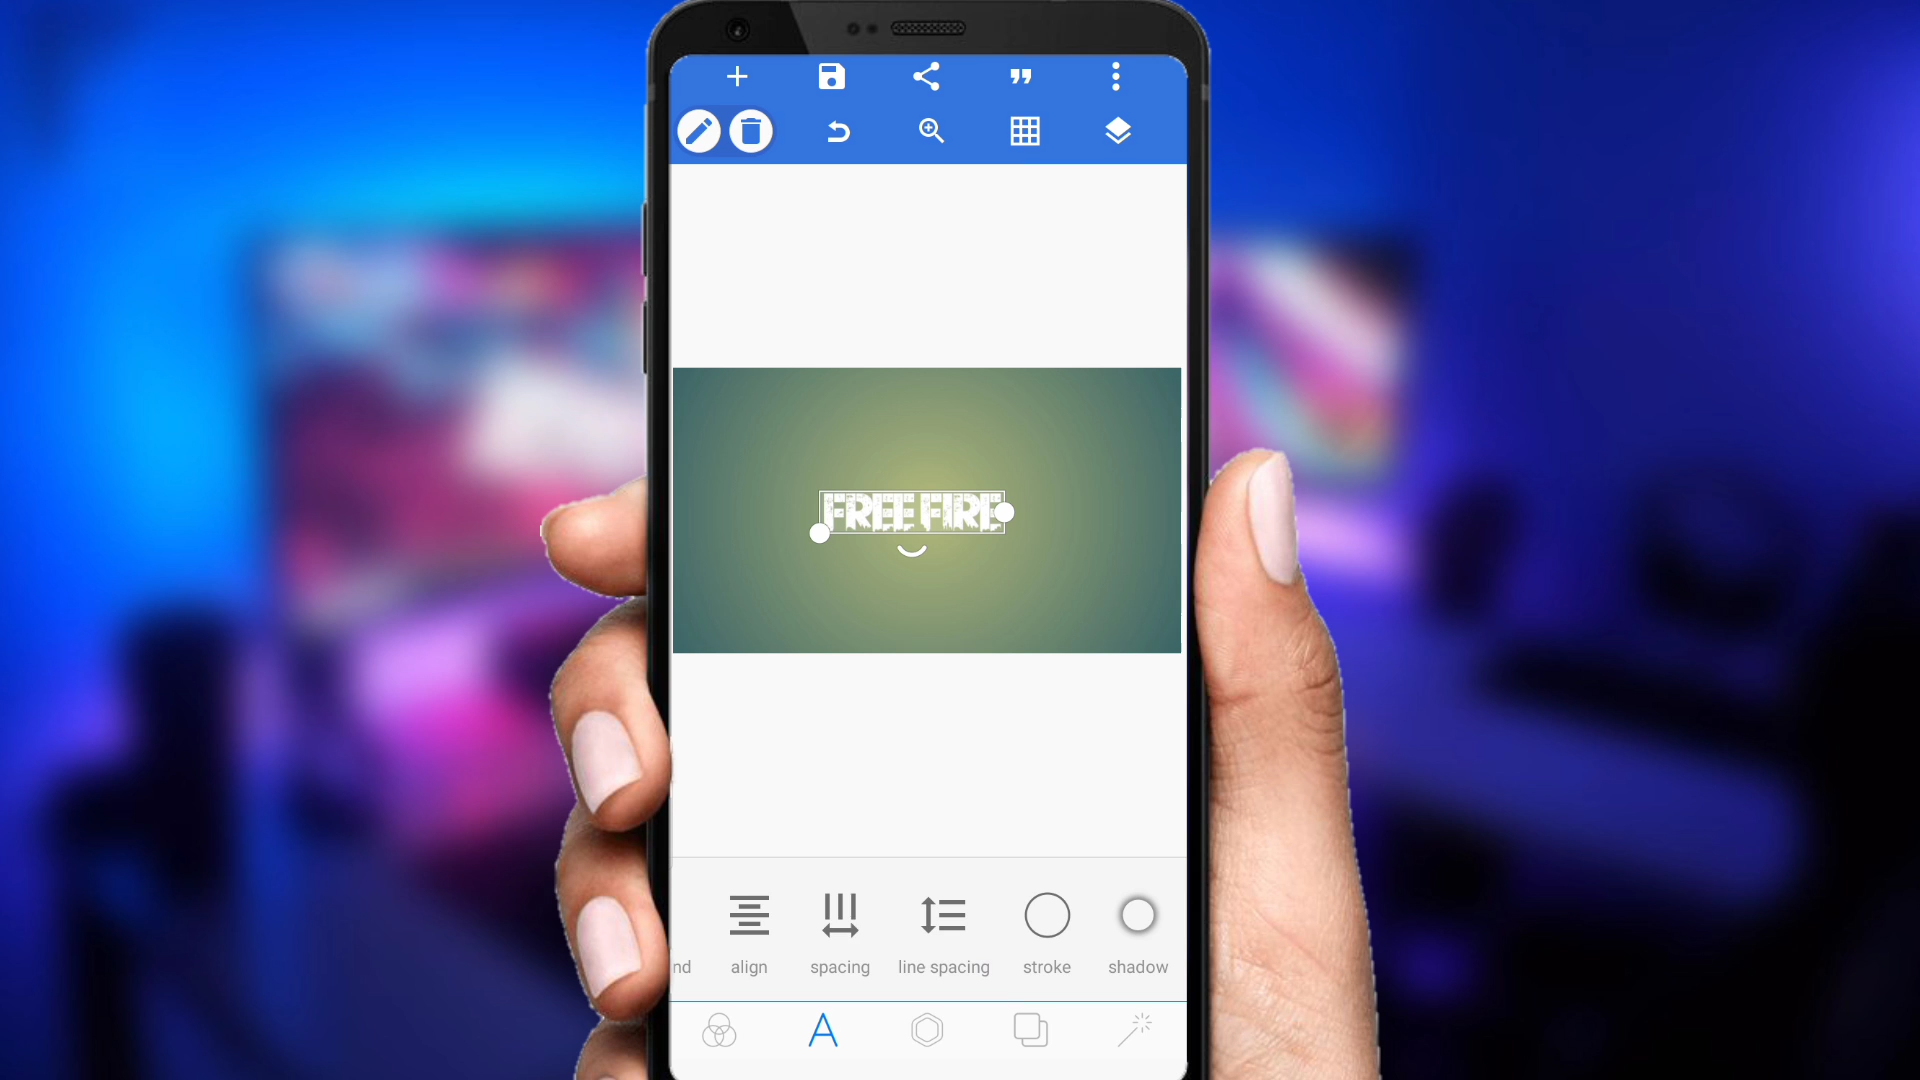 FREE FIRE
nd
align
spacing
line spacing
stroke
shadow